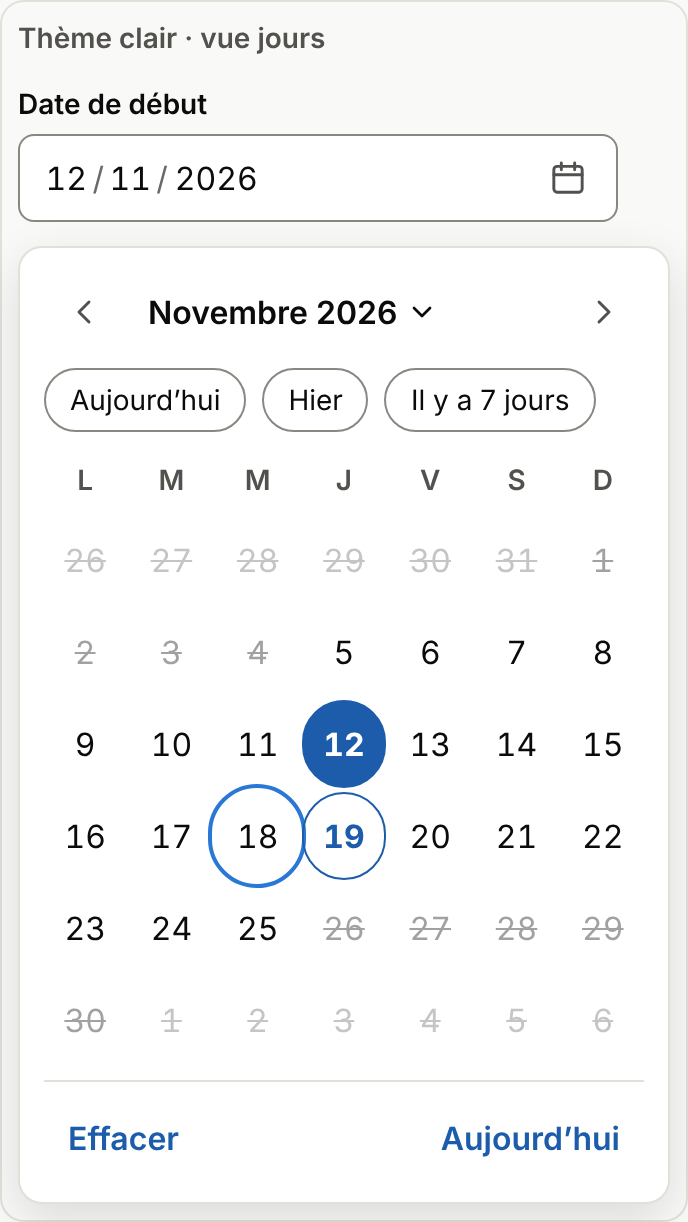 Thème clair · vue jours
Date de début
12 / 11 / 2026
Novembre 2026
Aujourd’hui Hier Il y a 7 jours
L M M J V S D
26 27 28 29 30 31 1
2 3 4 5 6 7 8
9 10 11 12 13 14 15
16 17 18 19 20 21 22
23 24 25 26 27 28 29
30 1 2 3 4 5 6
Effacer Aujourd’hui